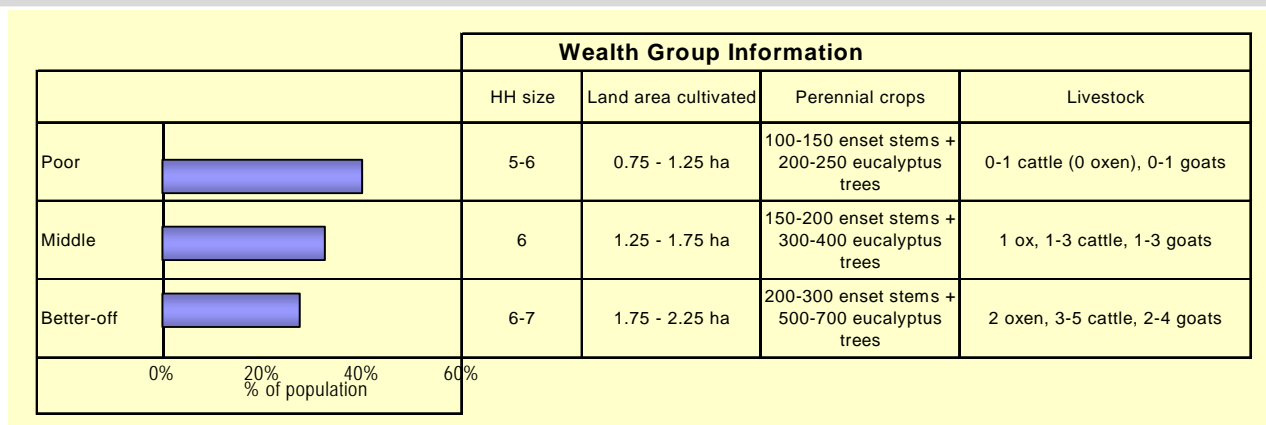 Wealth Group Information
HH size Land area cultivated Perennial crops Livestock
Poor 5-6 0.75 - 1.25 ha 100-150 enset stems + 200-250 eucalyptus trees 0-1 cattle (0 oxen), 0-1 goats
Middle 6 1.25 - 1.75 ha 150-200 enset stems + 300-400 eucalyptus trees 1 ox, 1-3 cattle, 1-3 goats
Better-off 6-7 1.75 - 2.25 ha 200-300 enset stems + 500-700 eucalyptus trees 2 oxen, 3-5 cattle, 2-4 goats
0% 20% 40% 60%
% of population